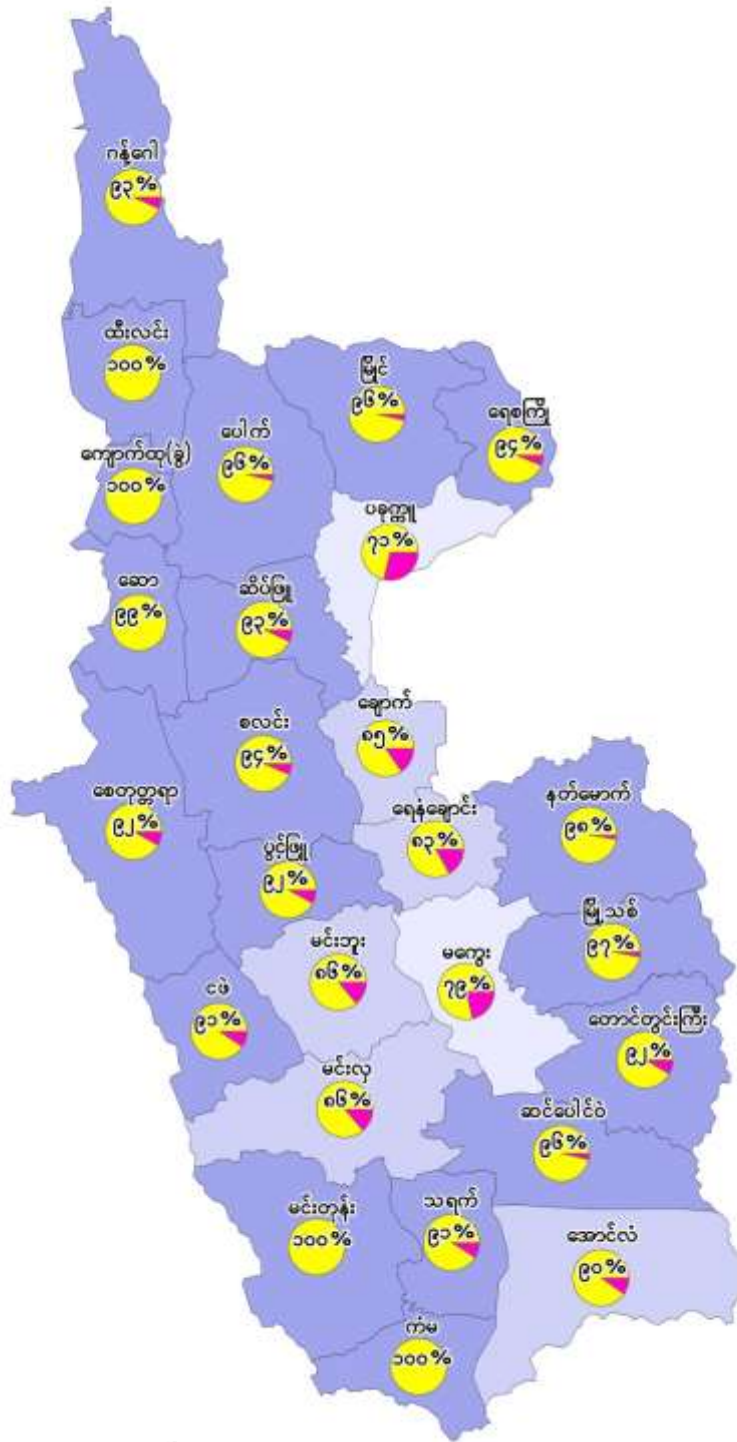 ဂန့်ဂေါ
၉၃%
ထီးလင်း
၁၀၀%
မြိုင်
၉၆%
ရေစကြို
၉၄%
ပေါက်
၉၆%
ကျောက်ထု(ခွဲ)
၁၀၀%
ပခုက္ကူ
၇၁%
ဆော
၉၉%
ဆိပ်ဖြူ
၉၃%
ချောက်
၈၅%
စလင်း
၉၄%
စေတုတ္တရာ
၉၂%
ရေနံချောင်း
၈၃%
နတ်မောက်
၉၈%
ပွင့်ဖြူ
၉၂%
မြို့သစ်
၉၇%
မင်းဘူး
၈၆%
မကွေး
၇၉%
ငဖဲ
၉၁%
တောင်တွင်းကြီး
၉၂%
မင်းလှ
၈၆%
ဆင်ပေါင်ဝဲ
၉၆%
မင်းတုန်း
၁၀၀%
သရက်
၉၁%
အောင်လံ
၉၀%
ကံမ
၁၀၀%